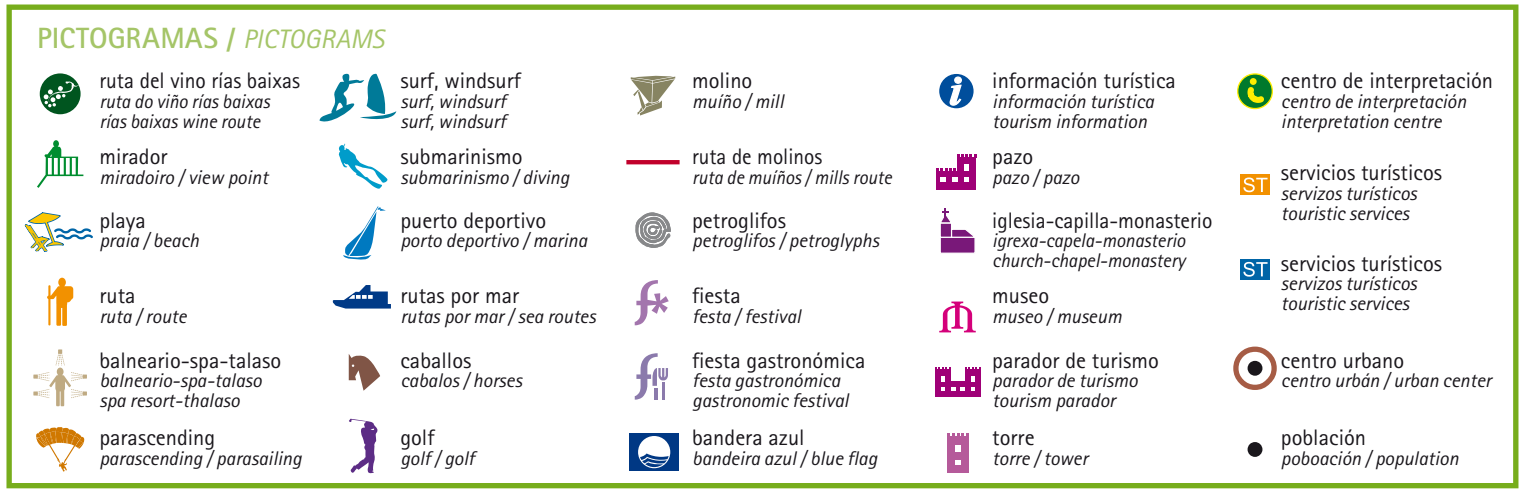 PICTOGRAMAS / PICTOGRAMS
ruta del vino rías baixas
ruta do viño rías baixas
rías baixas wine route
mirador
miradoiro / view point
playa
praia / beach
ruta
ruta / route
balneario-spa-talaso
balneario-spa-talaso
spa resort-thalaso
parascending
parascending / parasailing
surf, windsurf
surf, windsurf
surf, windsurf
submarinismo
submarinismo / diving
puerto deportivo
porto deportivo / marina
rutas por mar
rutas por mar / sea routes
caballos
cabalos / horses
golf
golf / golf
molino
muíño / mill
ruta de molinos
ruta de muíños / mills route
petroglifos
petroglifos / petroglyphs
fiesta
festa / festival
fiesta gastronómica
festa gastronómica
gastronomic festival
bandera azul
bandeira azul / blue flag
i
información turística
información turística
tourism information
pazo
pazo / pazo
iglesia-capilla-monasterio
igrexa-capela-monasterio
church-chapel-monastery
museo
museo / museum
parador de turismo
parador de turismo
tourism parador
torre
torre / tower
centro de interpretación
centro de interpretación
interpretation centre
ST
servicios turísticos
servizos turísticos
touristic services
ST
servicios turísticos
servizos turísticos
touristic services
centro urbano
centro urbán / urban center
población
poboación / population